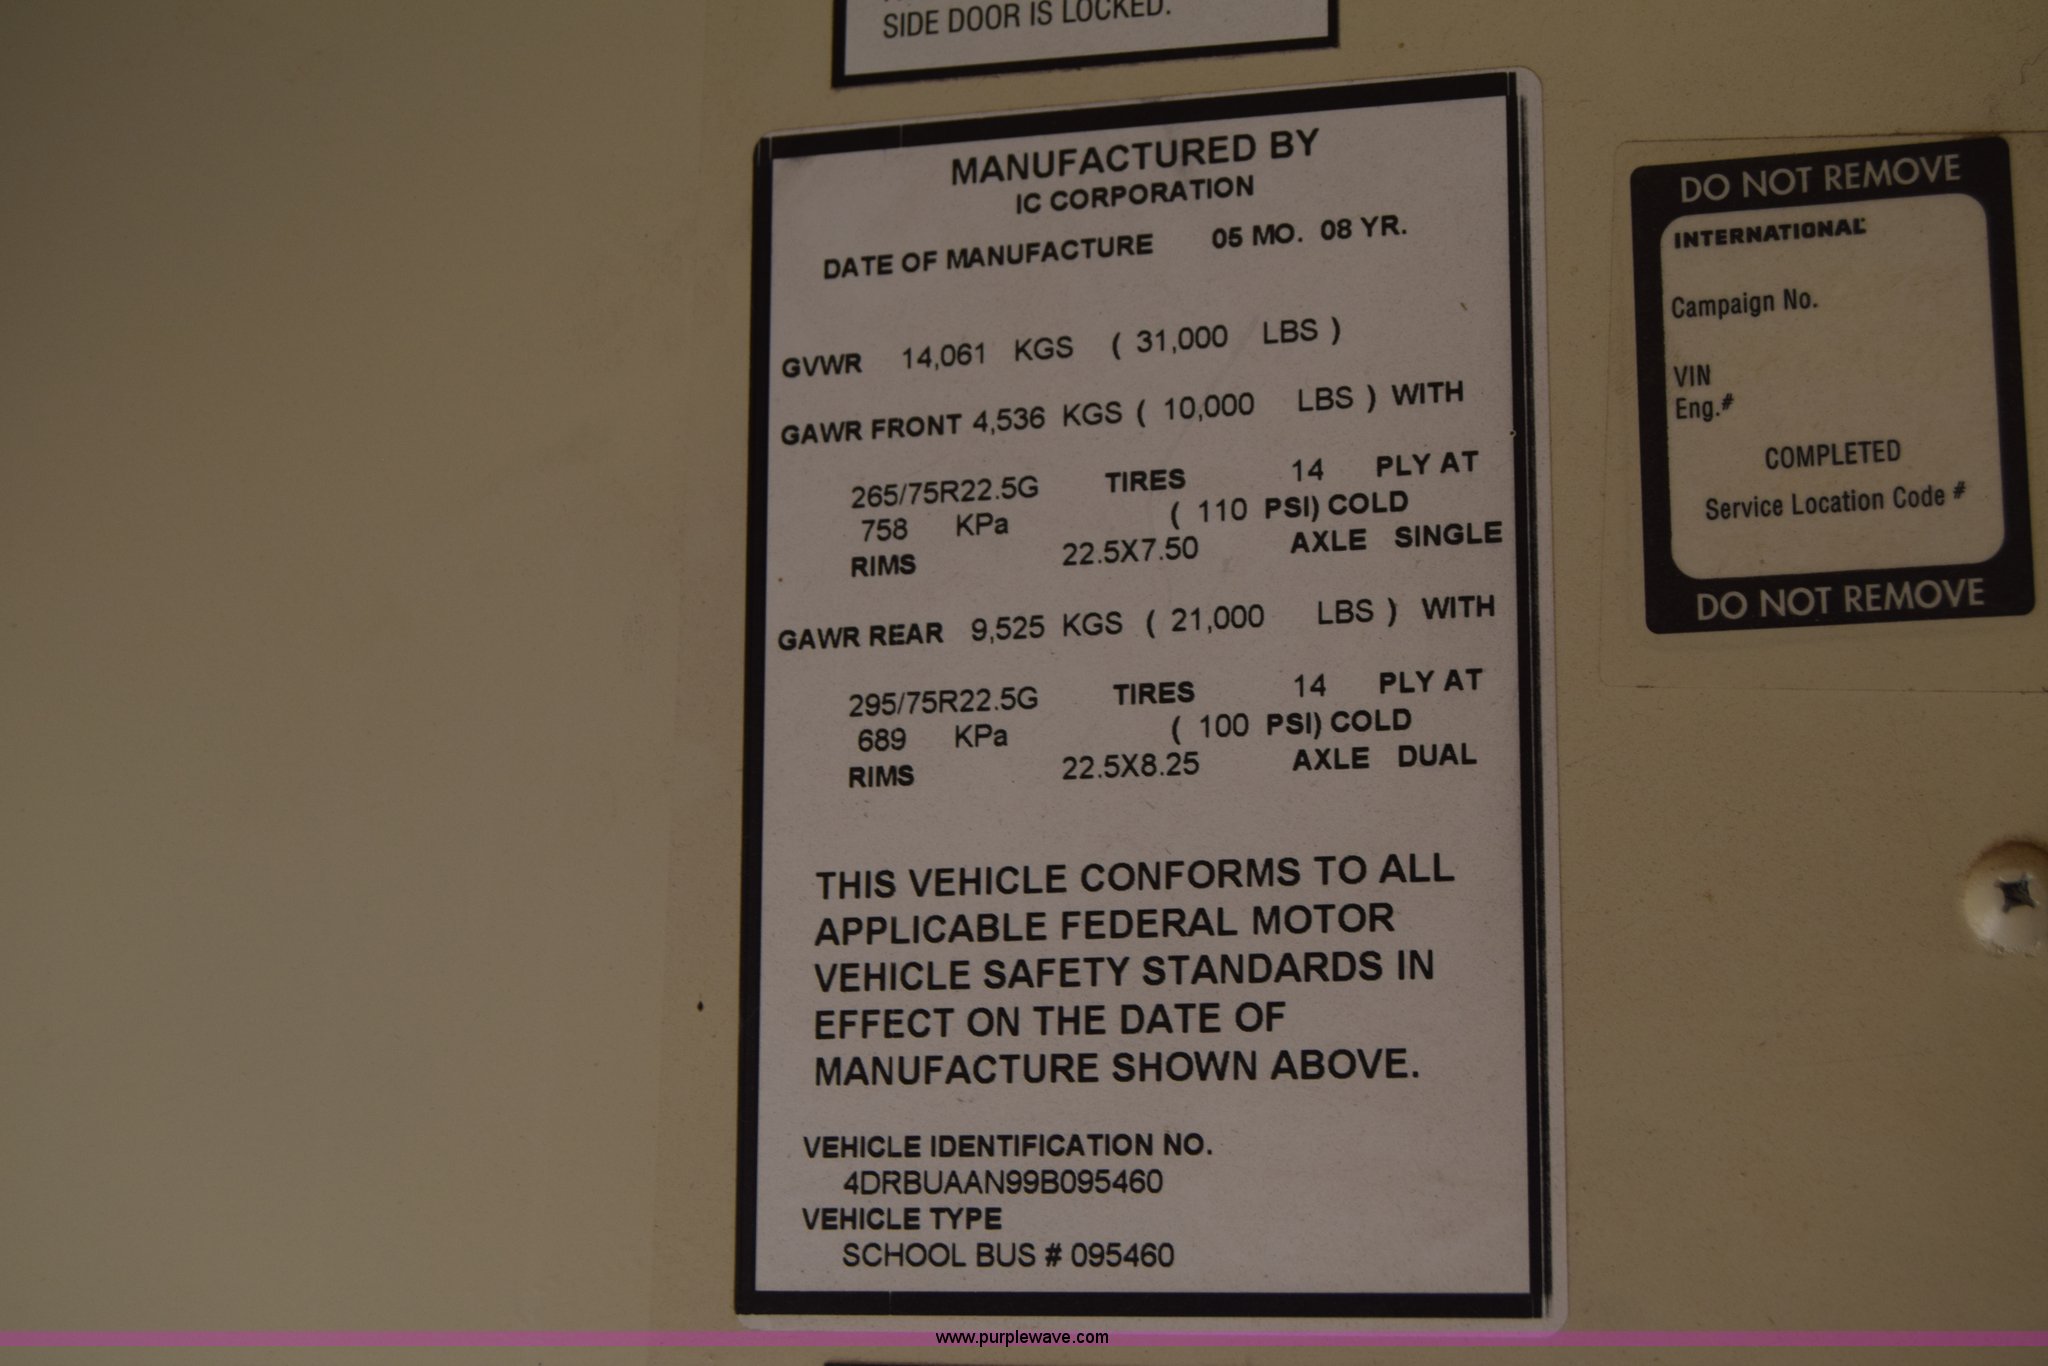 SIDE DOOR IS LOCKED.
MANUFACTURED BY
IC CORPORATION
DATE OF MANUFACTURE 05 MO. 08 YR.
GVWR 14,061 KGS ( 31,000 LBS )
GAWR FRONT 4,536 KGS ( 10,000 LBS ) WITH
265/75R22.5G TIRES 14 PLY AT
758 KPa ( 110 PSI) COLD
RIMS 22.5X7.50 AXLE SINGLE
GAWR REAR 9,525 KGS ( 21,000 LBS ) WITH
295/75R22.5G TIRES 14 PLY AT
689 KPa ( 100 PSI) COLD
RIMS 22.5X8.25 AXLE DUAL
THIS VEHICLE CONFORMS TO ALL
APPLICABLE FEDERAL MOTOR
VEHICLE SAFETY STANDARDS IN
EFFECT ON THE DATE OF
MANUFACTURE SHOWN ABOVE.
VEHICLE IDENTIFICATION NO.
4DRBUAAN99B095460
VEHICLE TYPE
SCHOOL BUS # 095460
DO NOT REMOVE
INTERNATIONAL
Campaign No.
VIN
Eng.#
COMPLETED
Service Location Code #
DO NOT REMOVE
www.purplewave.com